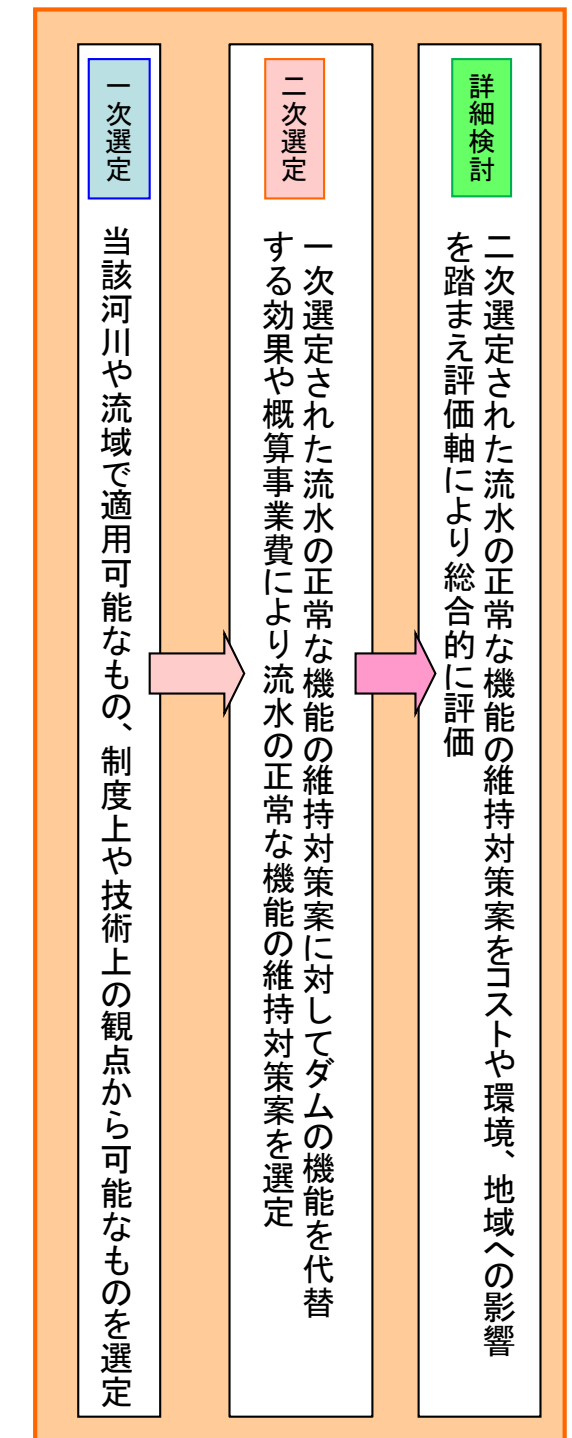 一次選定
当該河川や流域で適用可能なもの、制度上や技術上の観点から可能なものを選定
二次選定
一次選定された流水の正常な機能の維持対策案に対してダムの機能を代替
する効果や概算事業費により流水の正常な機能の維持対策案を選定
詳細検討
二次選定された流水の正常な機能の維持対策案をコストや環境、地域への影響
を踏まえ評価軸により総合的に評価